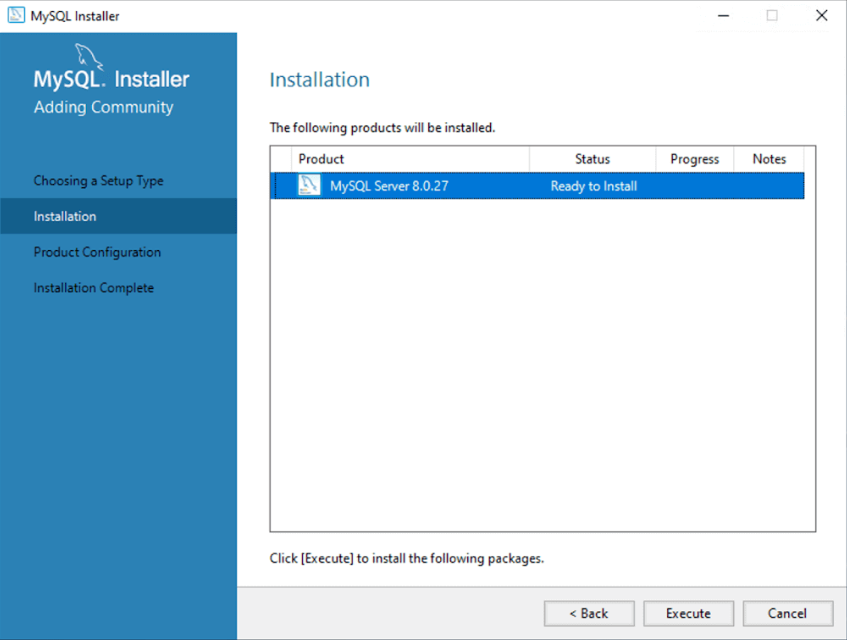 MySQL Installer
MySQL. Installer
Adding Community
Choosing a Setup Type
Installation
Product Configuration
Installation Complete
Installation
The following products will be installed.
Product Status Progress Notes
MySQL Server 8.0.27 Ready to Install
Click [Execute] to install the following packages.
< Back Execute Cancel